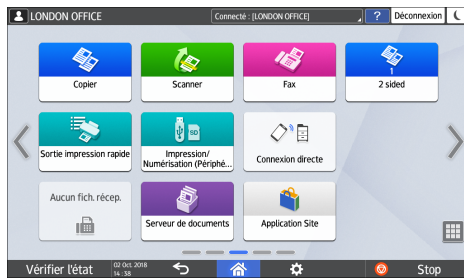 LONDON OFFICE
Connecté : [LONDON OFFICE]
?
Déconnexion
Copier
Scanner
Fax
1
2 sided
Sortie impression rapide
SD
Impression/
Numérisation (Périphé...
Connexion directe
Aucun fich. récep.
Serveur de documents
Application Site
Vérifier l'état
02 Oct. 2018
14 : 38
Stop